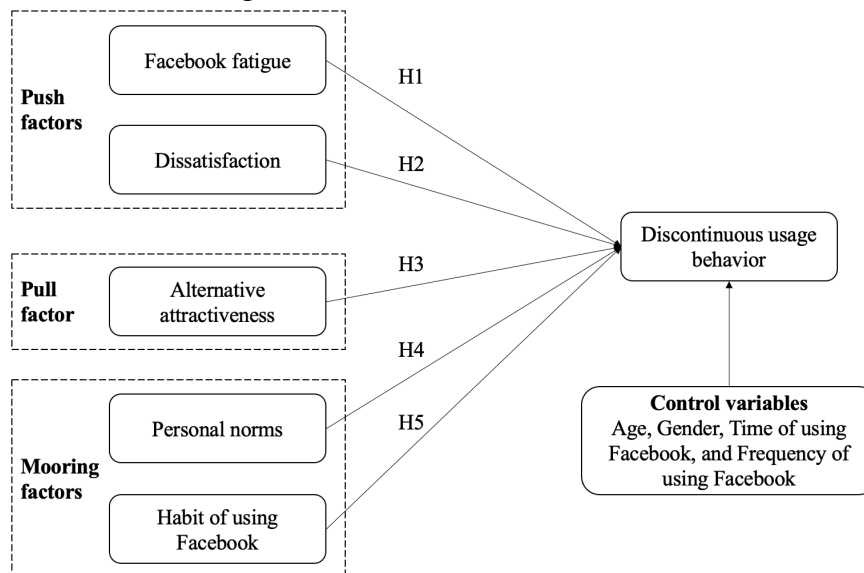 Push
factors
Facebook fatigue
Dissatisfaction
H1
H2
Pull
factor
Alternative
attractiveness
H3
Mooring
factors
Personal norms
Habit of using
Facebook
H4
H5
Discontinuous usage
behavior
Control variables
Age, Gender, Time of using
Facebook, and Frequency of
using Facebook